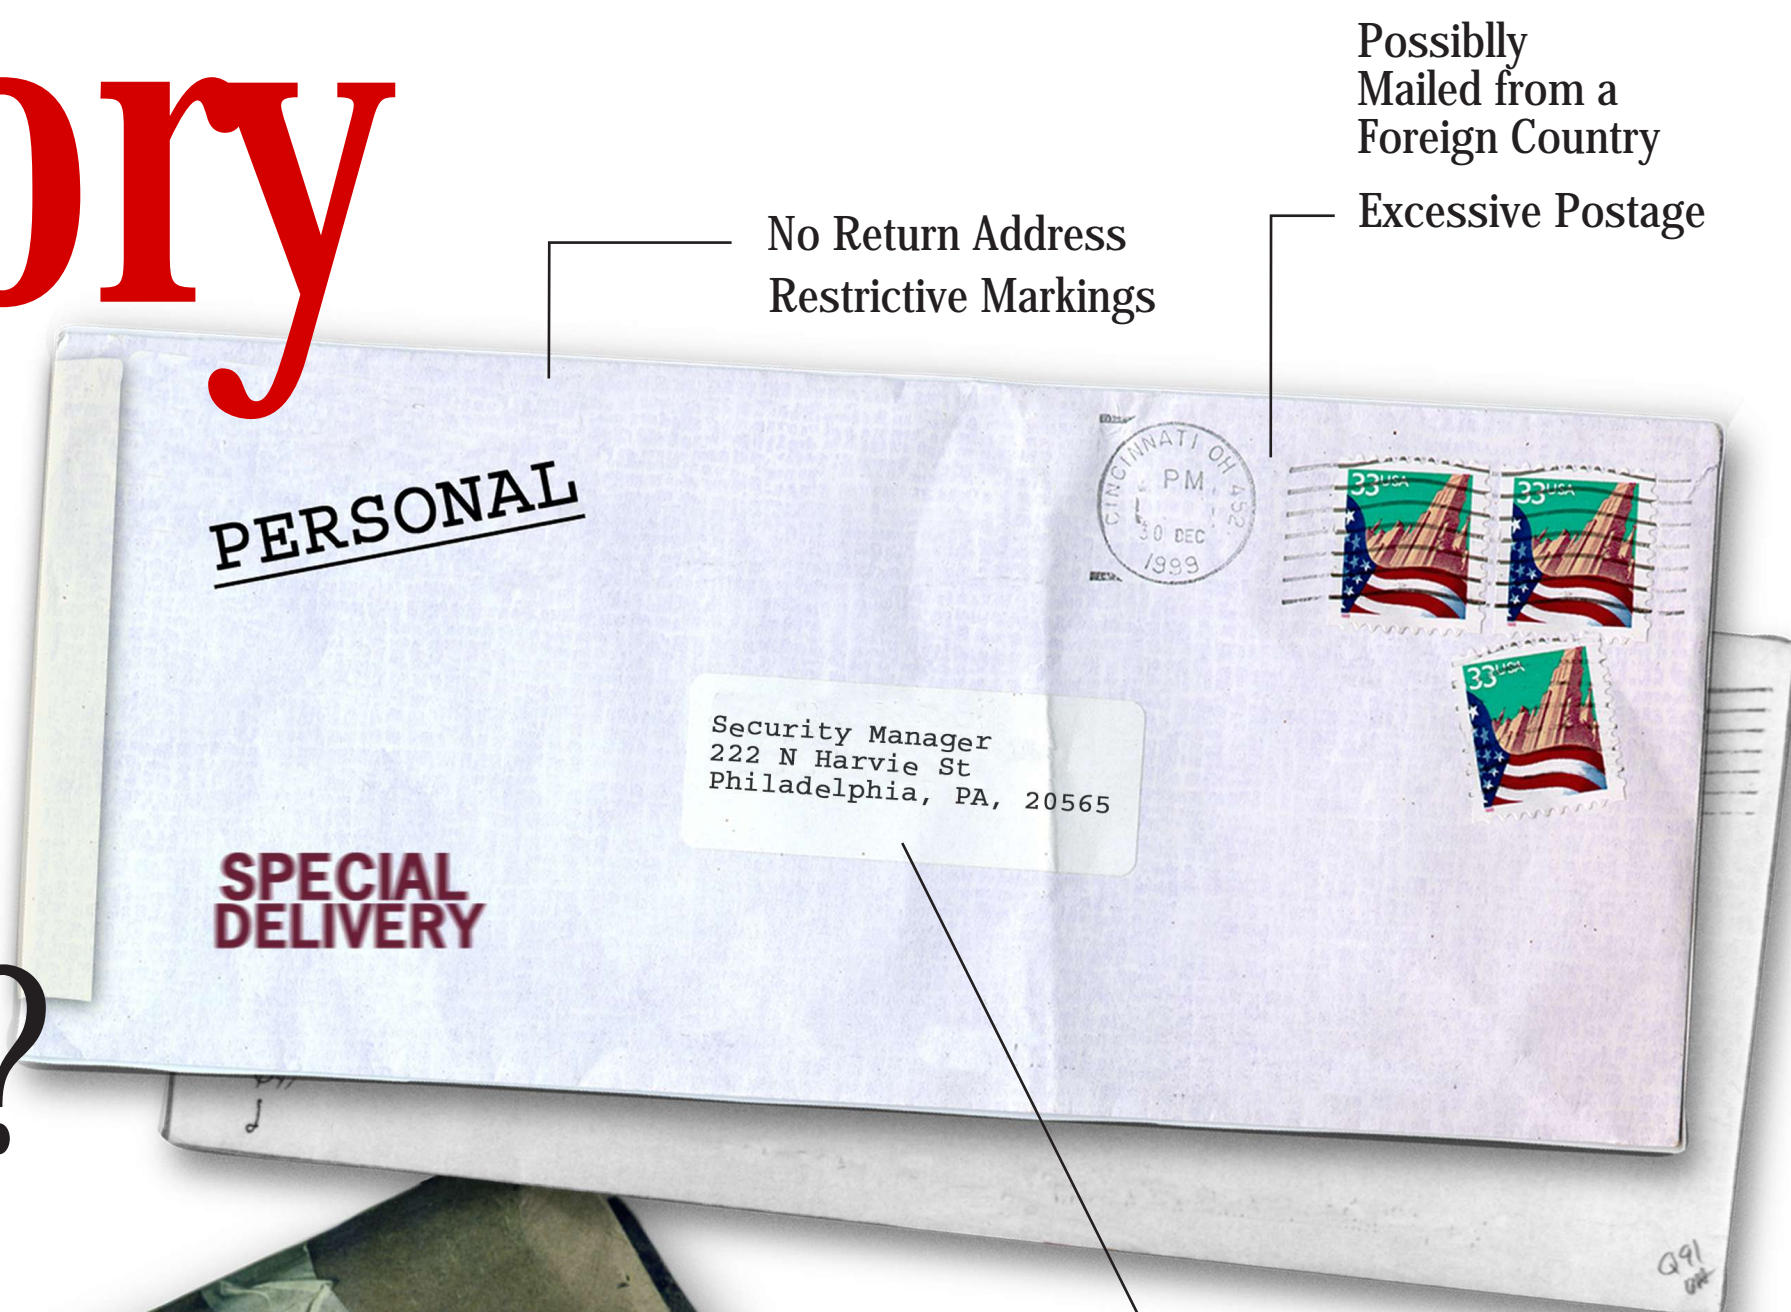 ory
Possiblly
Mailed from a
Foreign Country
Excessive Postage
No Return Address
Restrictive Markings
PERSONAL
CINCINNATI OH 452
PM
30 DEC
1999
33USA
33USA
33USA
Security Manager
222 N Harvie St
Philadelphia, PA, 20565
SPECIAL
DELIVERY
?
Q91